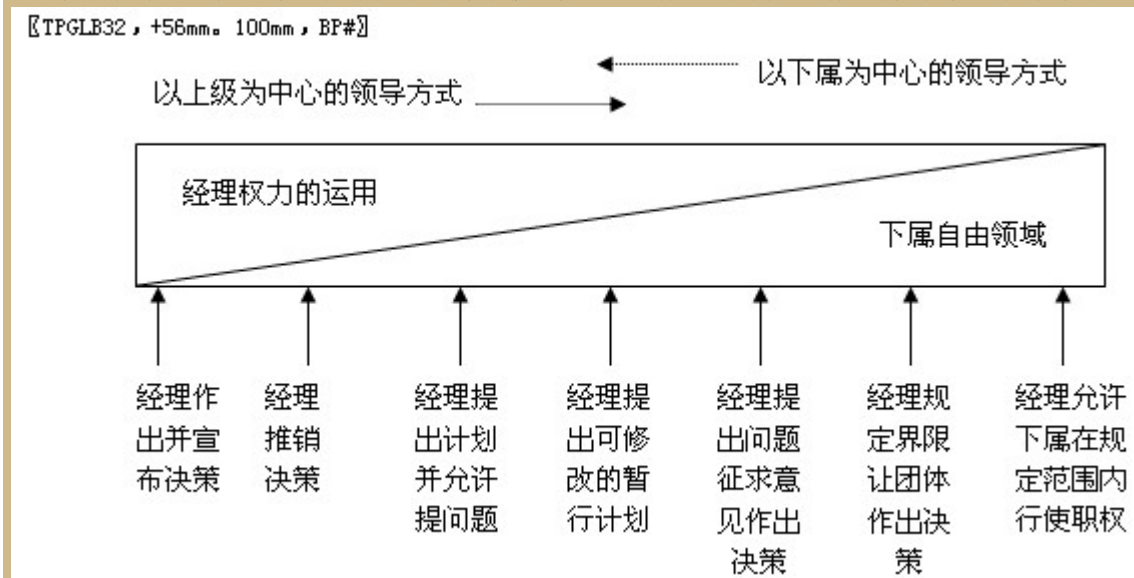 〖TPGLB32，+56mm。100mm，BP#〗
以上级为中心的领导方式
以下属为中心的领导方式
经理权力的运用
下属自由领域
经理作
出并宣
布决策
经理
推销
决策
经理提
出计划
并允许
提问题
经理提
出可修
改的暂
行计划
经理提
出问题
征求意
见作出
决策
经理规
定界限
让团体
作出决
策
经理允许
下属在规
定范围内
行使职权